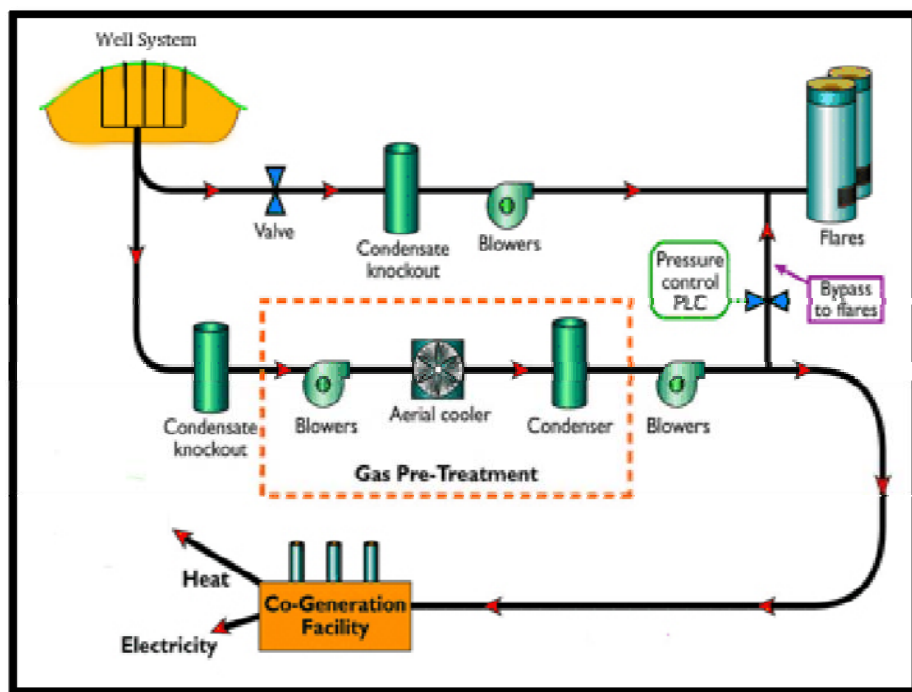 Well System
Valve
Condensate
knockout
Blowers
Flares
Pressure
control
PLC
Bypass
to flares
Condensate
knockout
Blowers
Aerial cooler
Condenser
Blowers
Gas Pre-Treatment
Heat
Electricity
Co-Generation
Facility